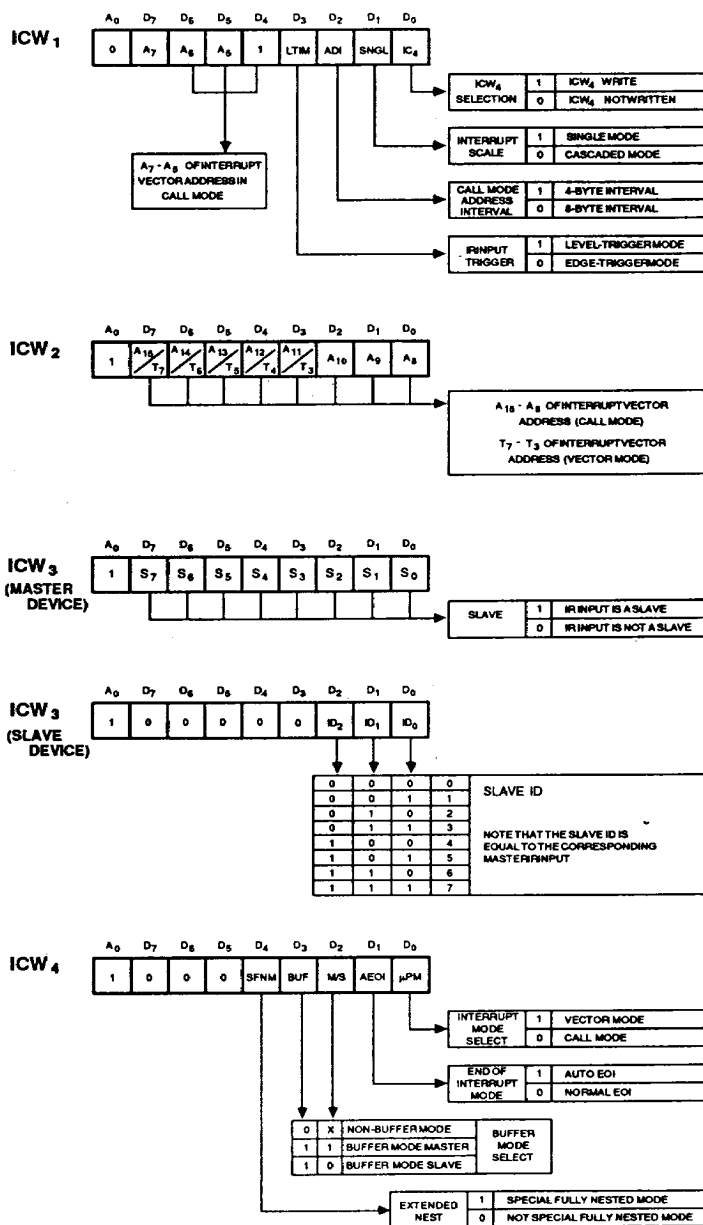 A0 D7 D6 D5 D4 D3 D2 D1 D0
ICW1
0 A7 A6 A5 1 LTIM ADI SNGL IC4
ICW4 SELECTION
1 ICW4 WRITE
0 ICW4 NOTWRITTEN
INTERRUPT SCALE
1 SINGLE MODE
0 CASCADED MODE
A7 - A5 OF INTERRUPT
VECTOR ADDRESS IN
CALL MODE
CALL MODE ADDRESS INTERVAL
1 4-BYTE INTERVAL
0 8-BYTE INTERVAL
IR INPUT TRIGGER
1 LEVEL-TRIGGER MODE
0 EDGE-TRIGGER MODE
A0 D7 D6 D5 D4 D3 D2 D1 D0
ICW2
1 A15/T7 A14/T6 A13/T5 A12/T4 A11/T3 A10 A9 A8
A15 - A8 OF INTERRUPT VECTOR
ADDRESS (CALL MODE)
T7 - T3 OF INTERRUPT VECTOR
ADDRESS (VECTOR MODE)
A0 D7 D6 D5 D4 D3 D2 D1 D0
ICW3
(MASTER
DEVICE)
1 S7 S6 S5 S4 S3 S2 S1 S0
SLAVE
1 IR INPUT IS A SLAVE
0 IR INPUT IS NOT A SLAVE
A0 D7 D6 D5 D4 D3 D2 D1 D0
ICW3
(SLAVE
DEVICE)
1 0 0 0 0 0 ID2 ID1 ID0
0 0 0 0
0 0 1 1
0 1 0 2
0 1 1 3
1 0 0 4
1 0 1 5
1 1 0 6
1 1 1 7
SLAVE ID
NOTE THAT THE SLAVE ID IS
EQUAL TO THE CORRESPONDING
MASTER IR INPUT
A0 D7 D6 D5 D4 D3 D2 D1 D0
ICW4
1 0 0 0 SFNM BUF M/S AEOI μPM
INTERRUPT MODE SELECT
1 VECTOR MODE
0 CALL MODE
END OF INTERRUPT MODE
1 AUTO EOI
0 NORMAL EOI
0 X NON-BUFFER MODE
1 1 BUFFER MODE MASTER
1 0 BUFFER MODE SLAVE
BUFFER MODE SELECT
EXTENDED NEST
1 SPECIAL FULLY NESTED MODE
0 NOT SPECIAL FULLY NESTED MODE